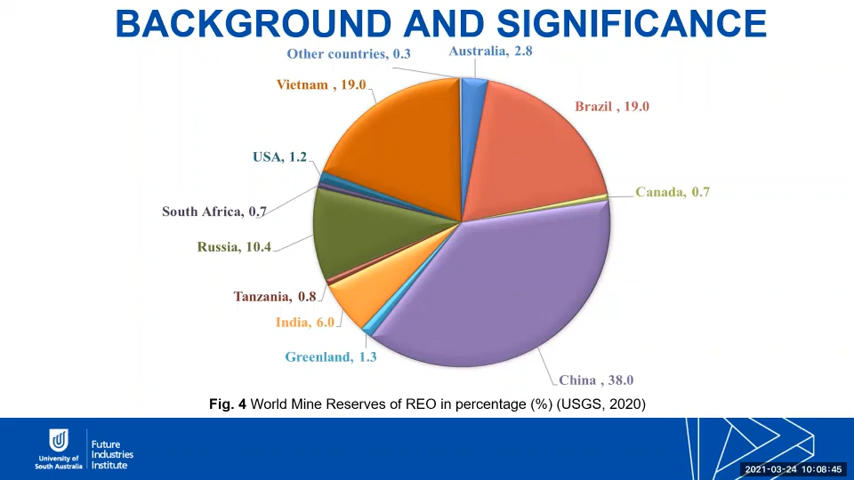 BACKGROUND AND SIGNIFICANCE
Other countries, 0.3
Australia, 2.8
Vietnam , 19.0
Brazil , 19.0
USA, 1.2
Canada, 0.7
South Africa, 0.7
Russia, 10.4
Tanzania, 0.8
India, 6.0
Greenland, 1.3
China , 38.0
Fig. 4 World Mine Reserves of REO in percentage (%) (USGS, 2020)
University of
South Australia
Future
Industries
Institute
2021-03-24 10:08:45